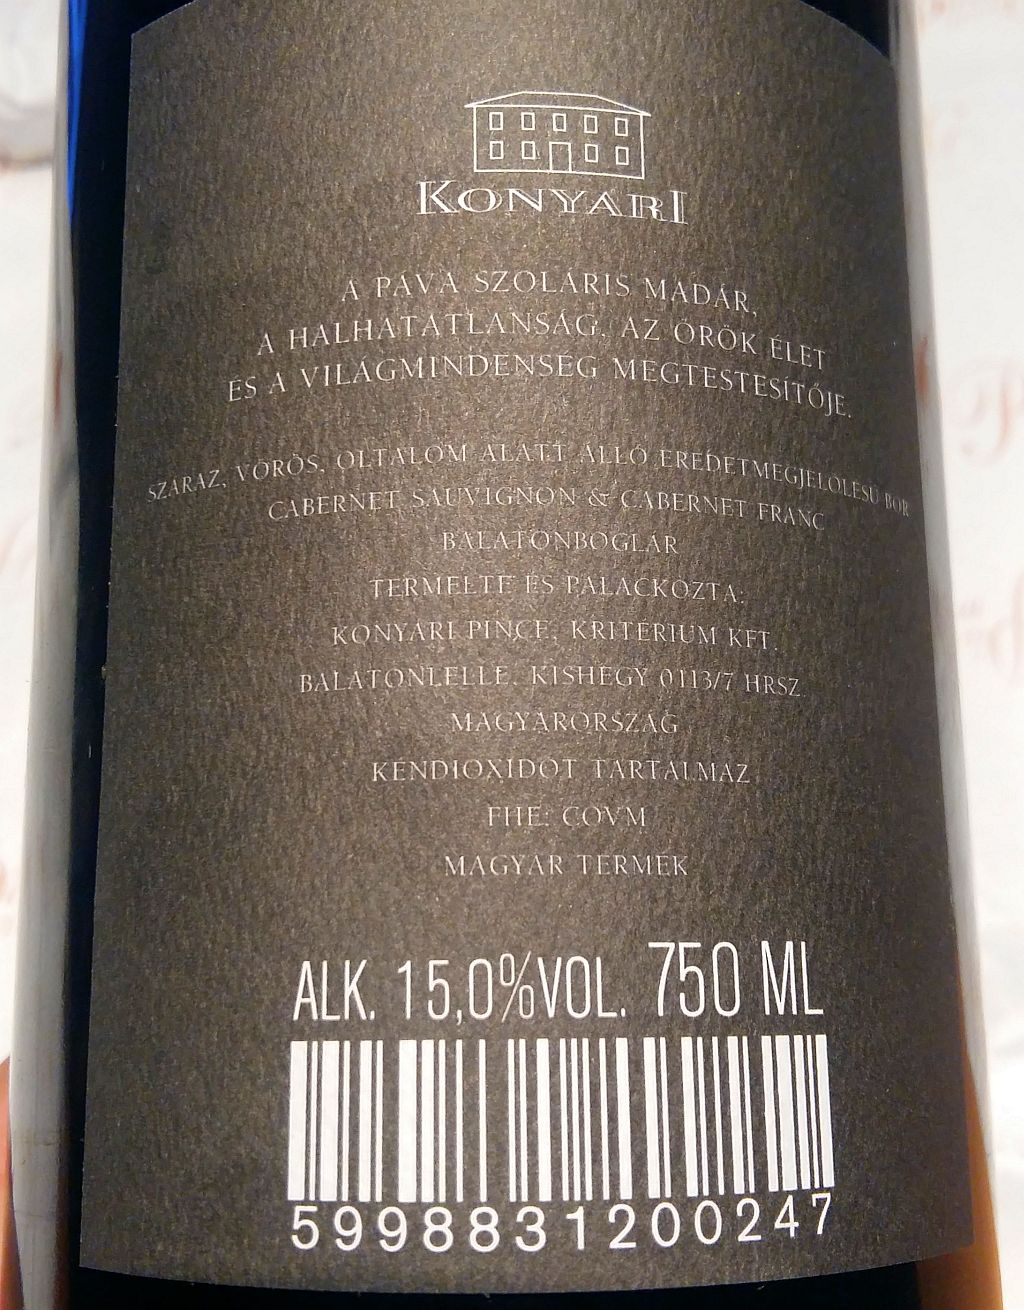 KONYÁRI
A PÁVA SZOLÁRIS MADÁR,
A HALHATATLANSÁG, AZ ÖRÖK ÉLET
ÉS A VILÁGMINDENSÉG MEGTESTESÍTŐJE.
SZÁRAZ, VÖRÖS, OLTALOM ALATT ÁLLÓ EREDETMEGJELÖLÉSŰ BOR
CABERNET SAUVIGNON & CABERNET FRANC
BALATONBOGLÁR
TERMELTE ÉS PALACKOZTA:
KONYÁRI PINCE, KRITÉRIUM KFT.
BALATONLELLE, KISHEGY 0113/7 HRSZ.
MAGYARORSZÁG
KÉNDIOXIDOT TARTALMAZ
FHE: COVM
MAGYAR TERMÉK
ALK. 15,0%VOL. 750 ML
5998831200247